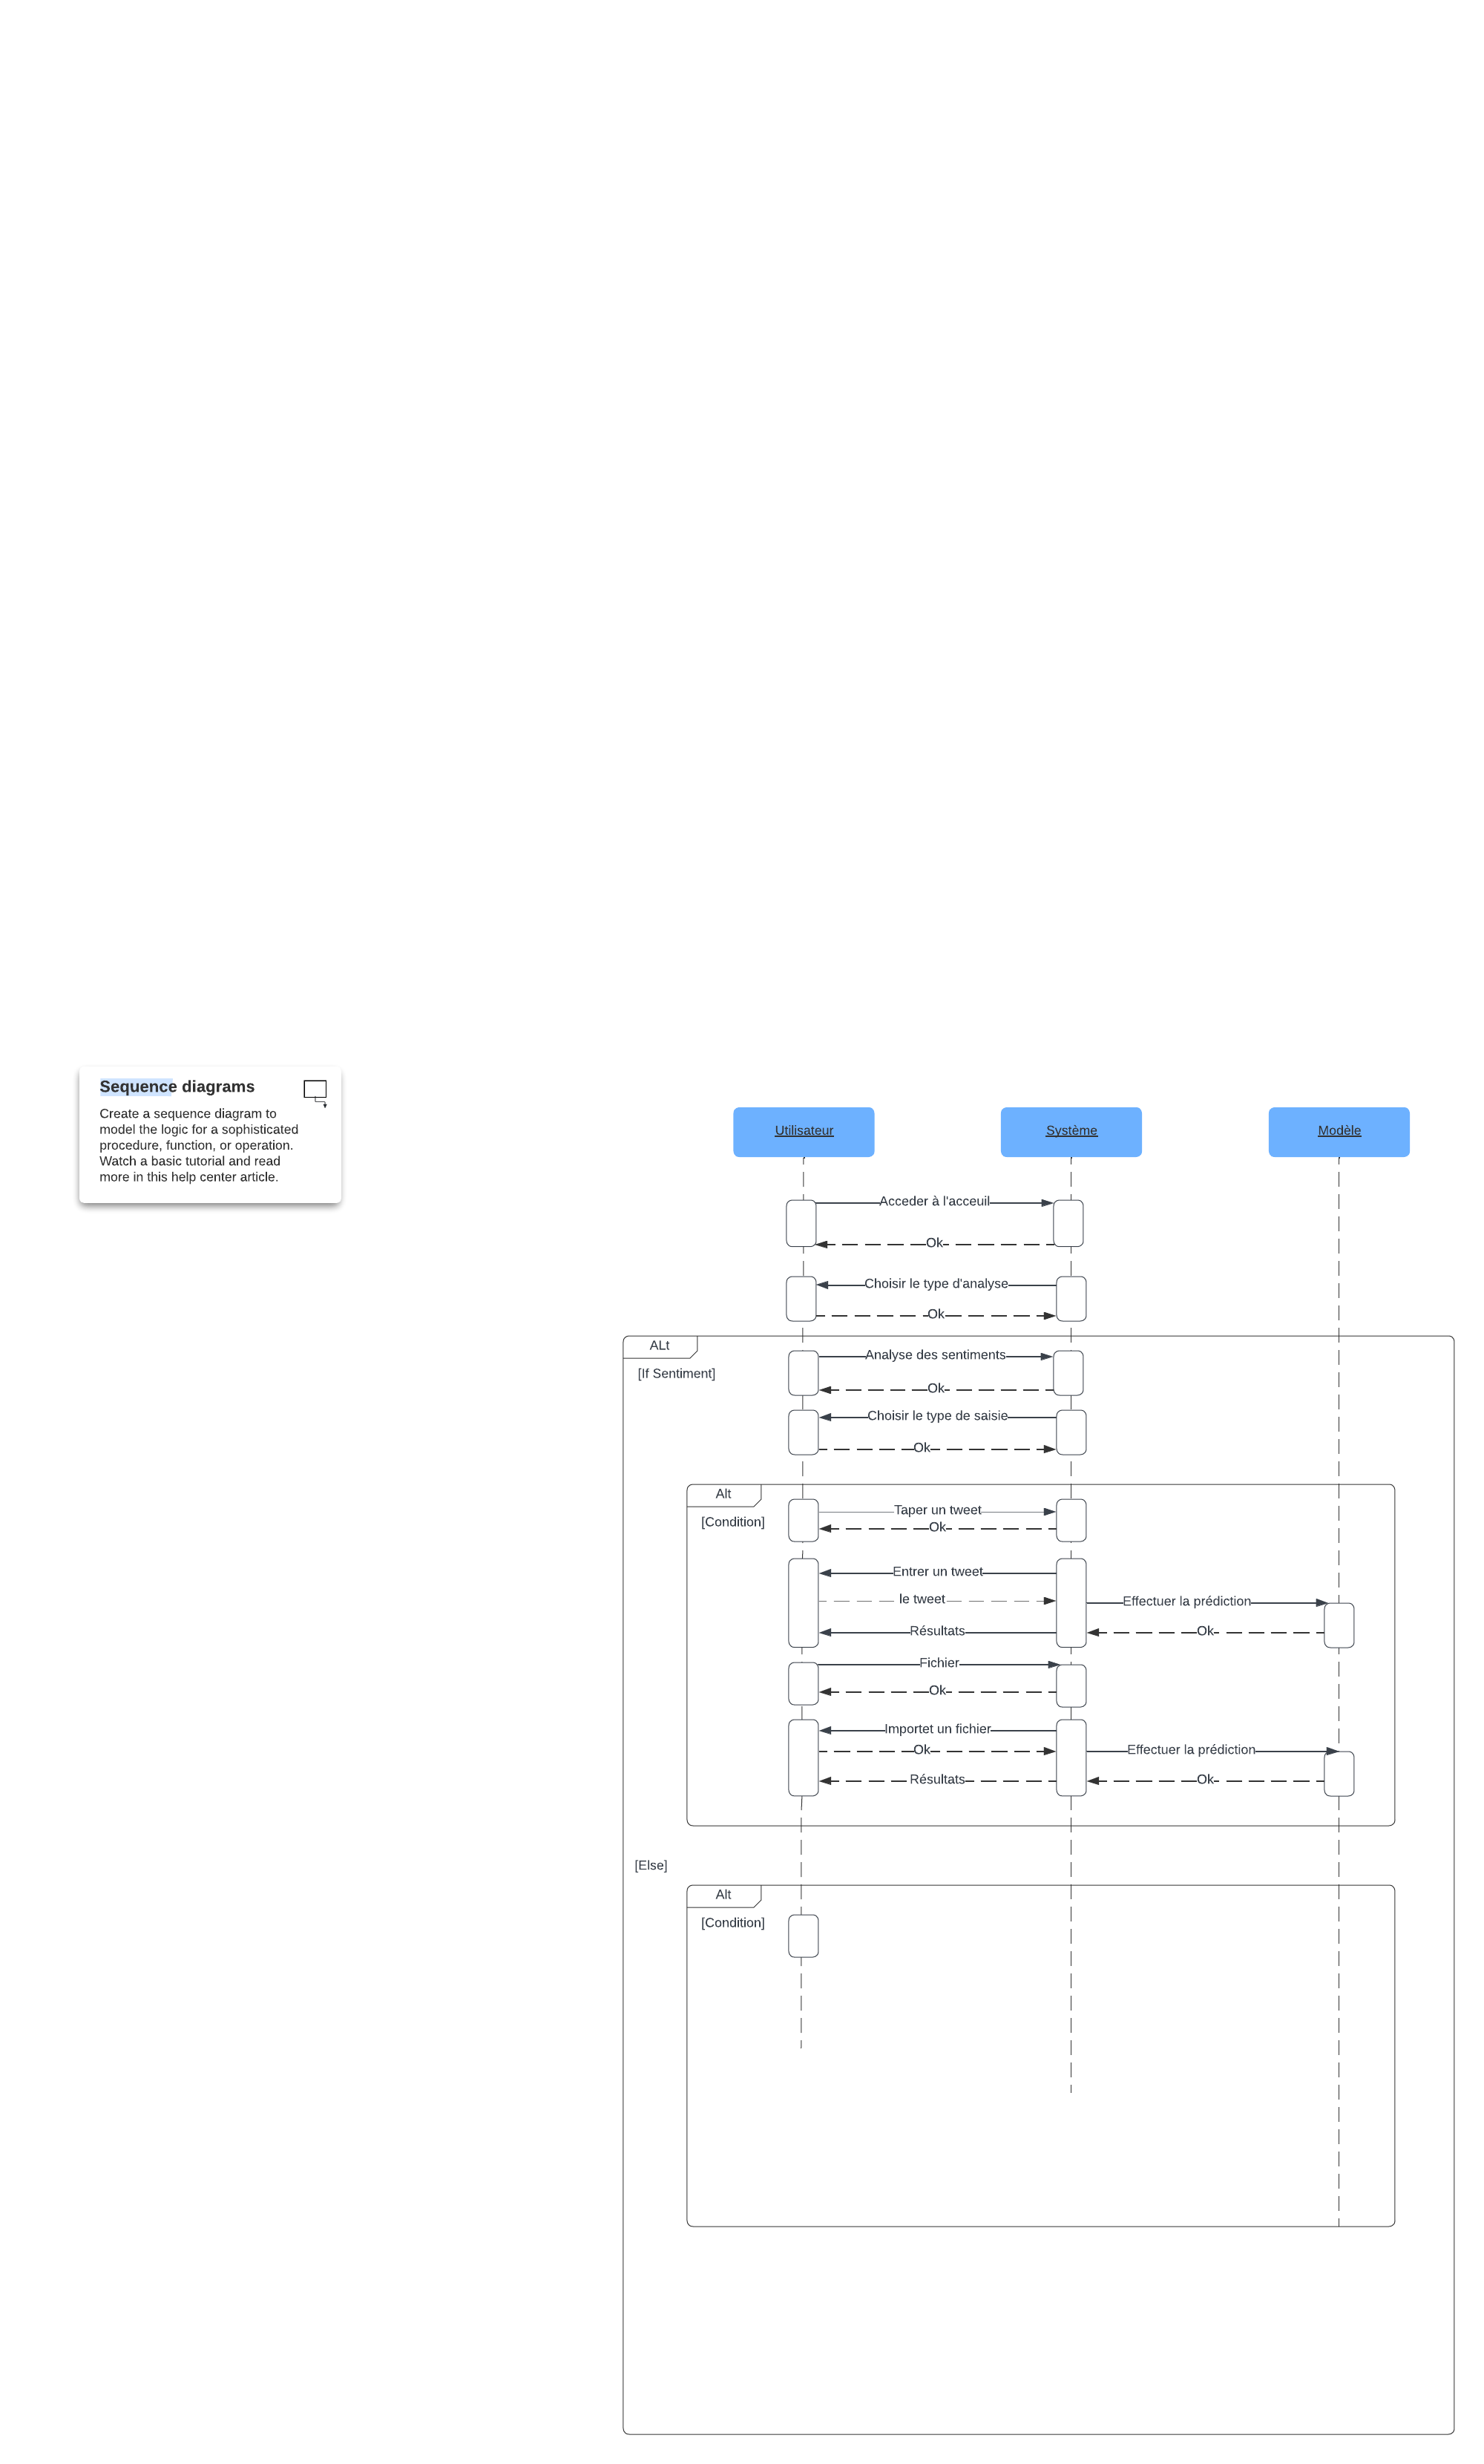 Sequence diagrams
Create a sequence diagram to
model the logic for a sophisticated
procedure, function, or operation.
Watch a basic tutorial and read
more in this help center article.
Utilisateur
Système
Modèle
Acceder à l'acceuil
Ok
Choisir le type d'analyse
Ok
ALt
[If Sentiment]
Analyse des sentiments
Ok
Choisir le type de saisie
Ok
Alt
[Condition]
Taper un tweet
Ok
Entrer un tweet
le tweet
Effectuer la prédiction
Résultats
Ok
Fichier
Ok
Importet un fichier
Ok
Effectuer la prédiction
Résultats
Ok
[Else]
Alt
[Condition]